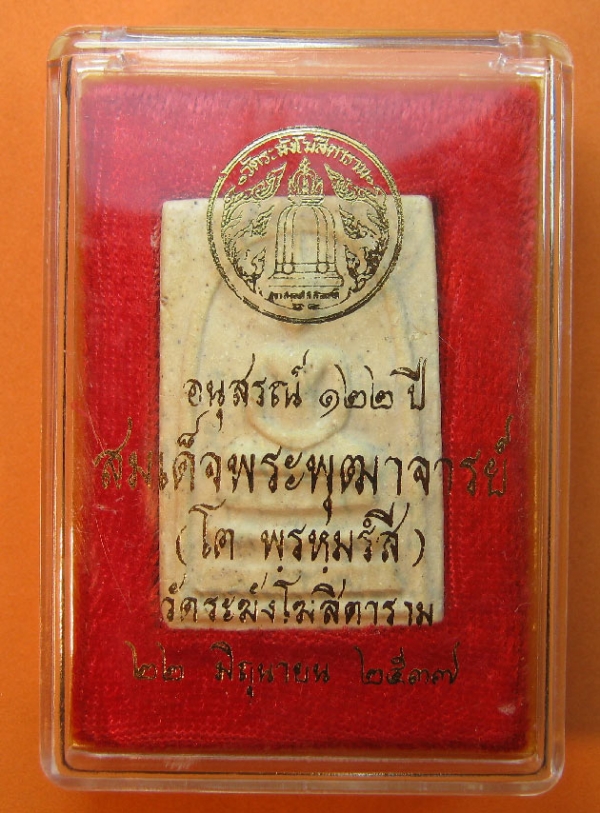 วัดระฆังโฆสิตาราม
อนุสรณ์ ๑๒๒ ปี
สมเด็จพระพุฒาจารย์
(โต พฺรหฺมรํสี)
วัดระฆังโฆสิตาราม
๒๒ มิถุนายน ๒๕๓๗